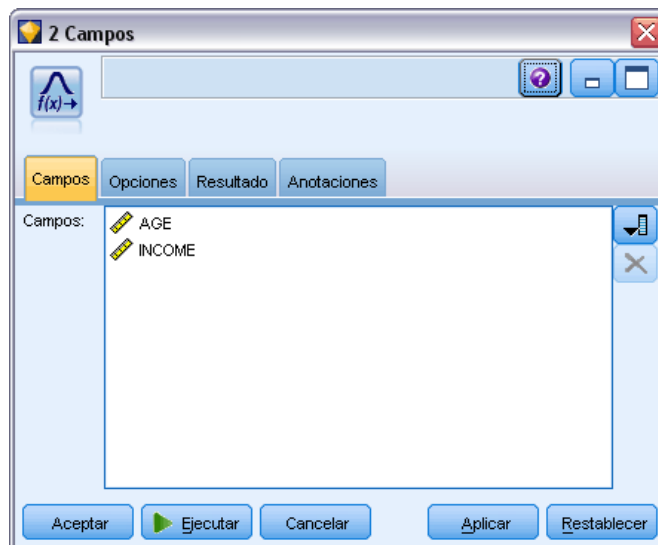 2 Campos
f(x)→
?
Campos Opciones Resultado Anotaciones
Campos:
AGE
INCOME
Aceptar Ejecutar Cancelar Aplicar Restablecer